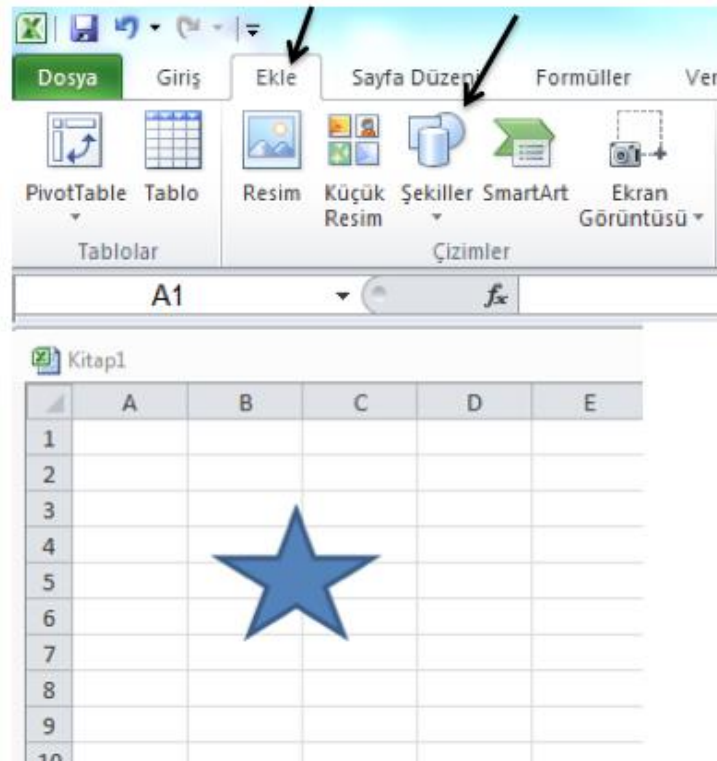 Dosya Giriş Ekle Sayfa Düzeni Formüller Ver
PivotTable Tablo Resim Küçük Resim Şekiller SmartArt Ekran Görüntüsü
Tablolar Çizimler
A1 fx
Kitap1
A B C D E
1
2
3
4
5
6
7
8
9
10